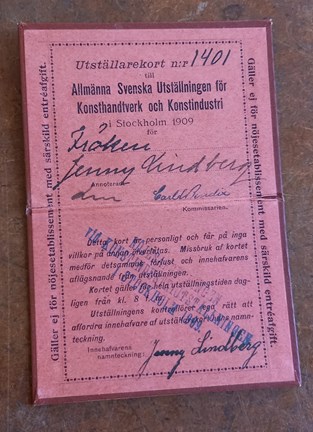 Utställarekort n:r 1401
till
Allmänna Svenska Utställningen för
Konsthandtverk och Konstindustri
i Stockholm 1909
för
Fröken
Jenny Lindberg
Annoteras:
Kommissarien.
Detta kort är personligt och får på inga
villkor på annan överlåtas. Missbruk af kortet
medför detsammas förlust och innehafvarens
aflägsnande från utställningen.
Kortet gäller för hela utställningstiden dag-
ligen från kl. 8
Utställningens kontrollörer äga rätt att
affordra innehafvare af utställarekort dennes namn-
teckning.
Innehafvarens
namnteckning: Jenny Lindberg
Gäller ej för nöjesetablissement med särskild entréafgift.
Gäller ej för nöjesetablissement med särskild entréafgift.